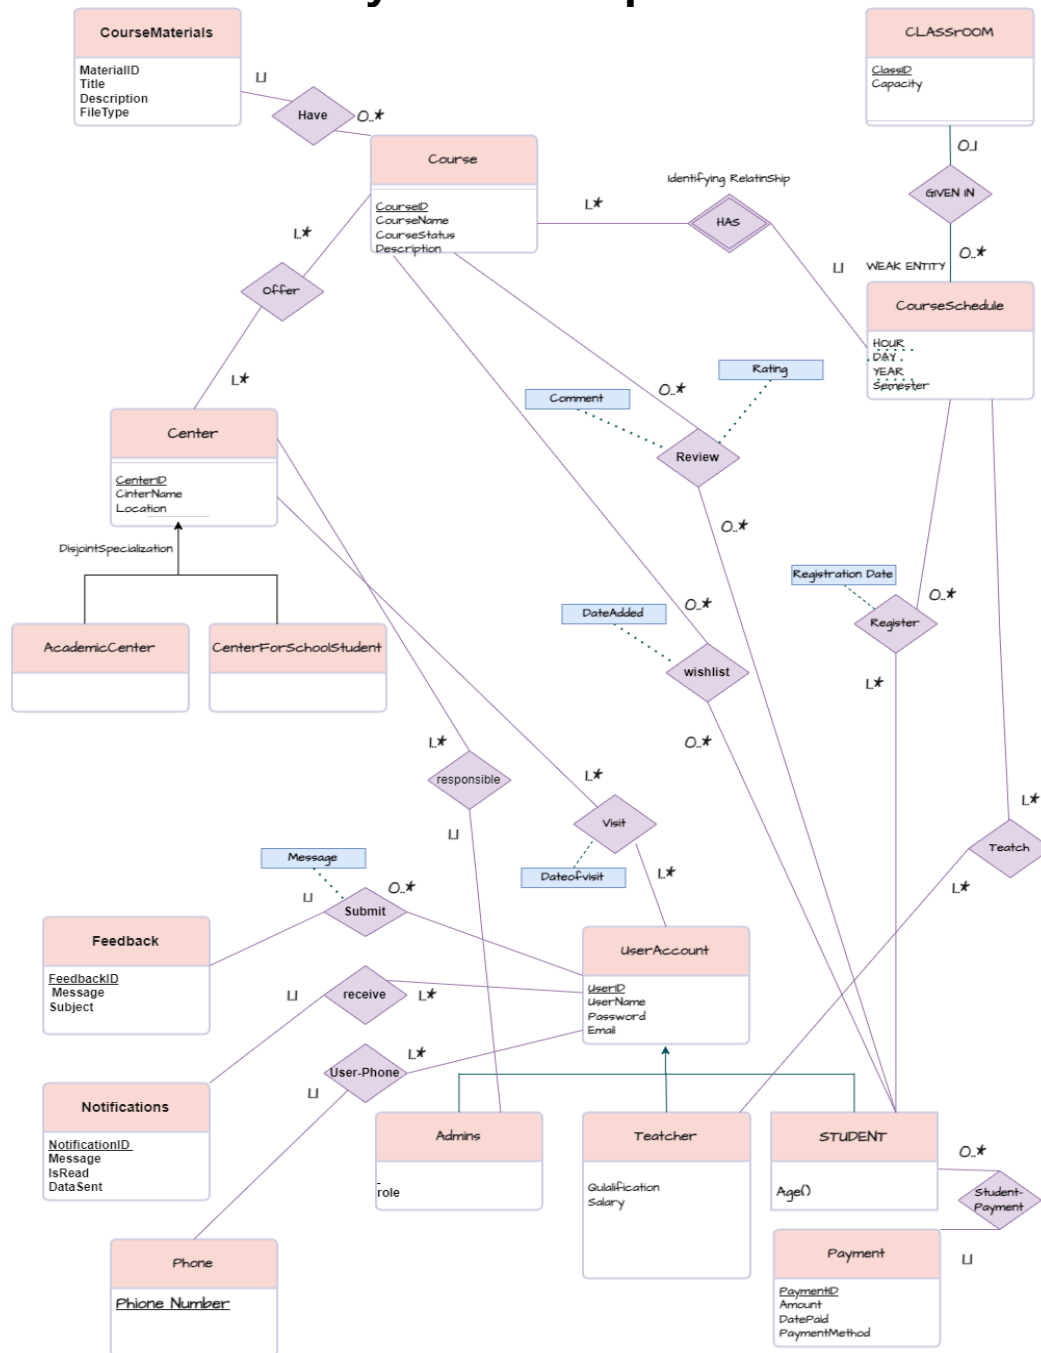 CourseMaterials
MaterialID
Title
Description
FileType
1..1
Have
0..*
CLASSrOOM
ClassID
Capacity
0..1
GIVEN IN
0..*
WEAK ENTITY
Course
CourseID
CourseName
CourseStatus
Description
Identifying RelatinShip
1..*
HAS
1..1
CourseSchedule
HOUR
DAY
YEAR
Semester
1..*
Offer
1..*
Center
CenterID
CinterName
Location
DisjointSpecialization
AcademicCenter
CenterForSchoolStudent
Comment
Rating
0..*
Review
0..*
Registration Date
0..*
Register
1..*
DateAdded
0..*
wishlist
0..*
1..*
responsible
1..1
1..*
Visit
Dateofvisit
1..*
1..*
Teatch
1..*
Message
1..1
0..*
Submit
Feedback
FeedbackID
Message
Subject
1..1
receive
1..*
UserAccount
UserID
UserName
Password
Email
User-Phone
1..*
1..1
Notifications
NotificationID
Message
IsRead
DataSent
Admins
role
Teatcher
Qulalification
Salary
STUDENT
Age()
0..*
Student-
Payment
1..1
Phone
Phione Number
Payment
PaymentID
Amount
DatePaid
PaymentMethod